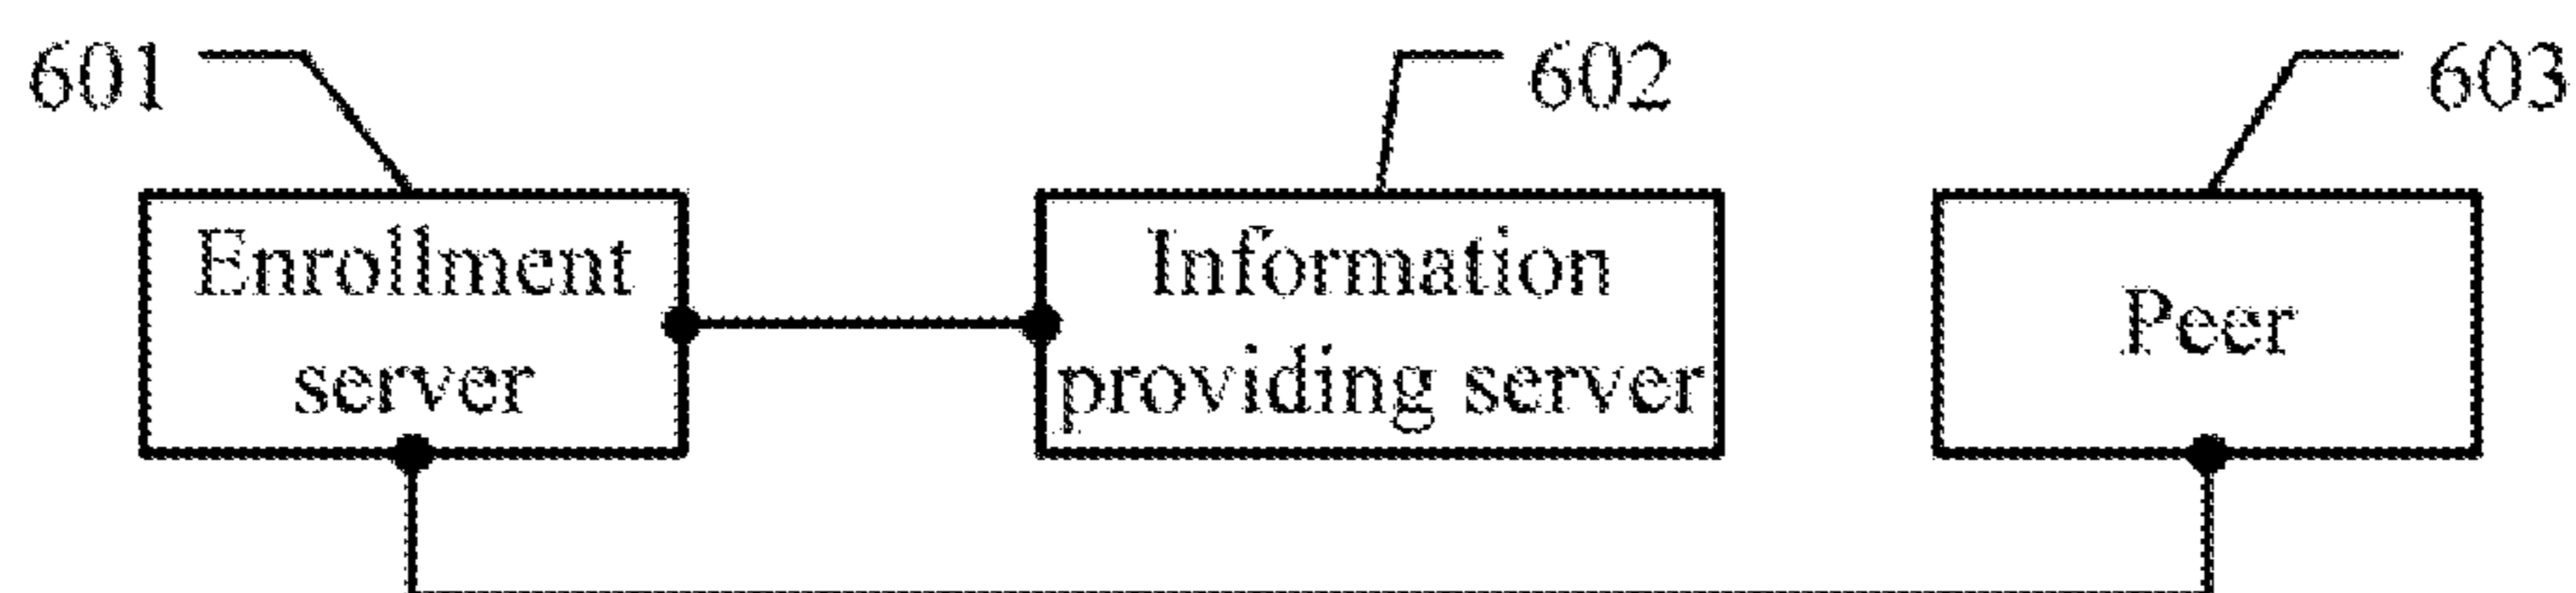 601
602
603
Enrollment
server
Information
providing server
Peer